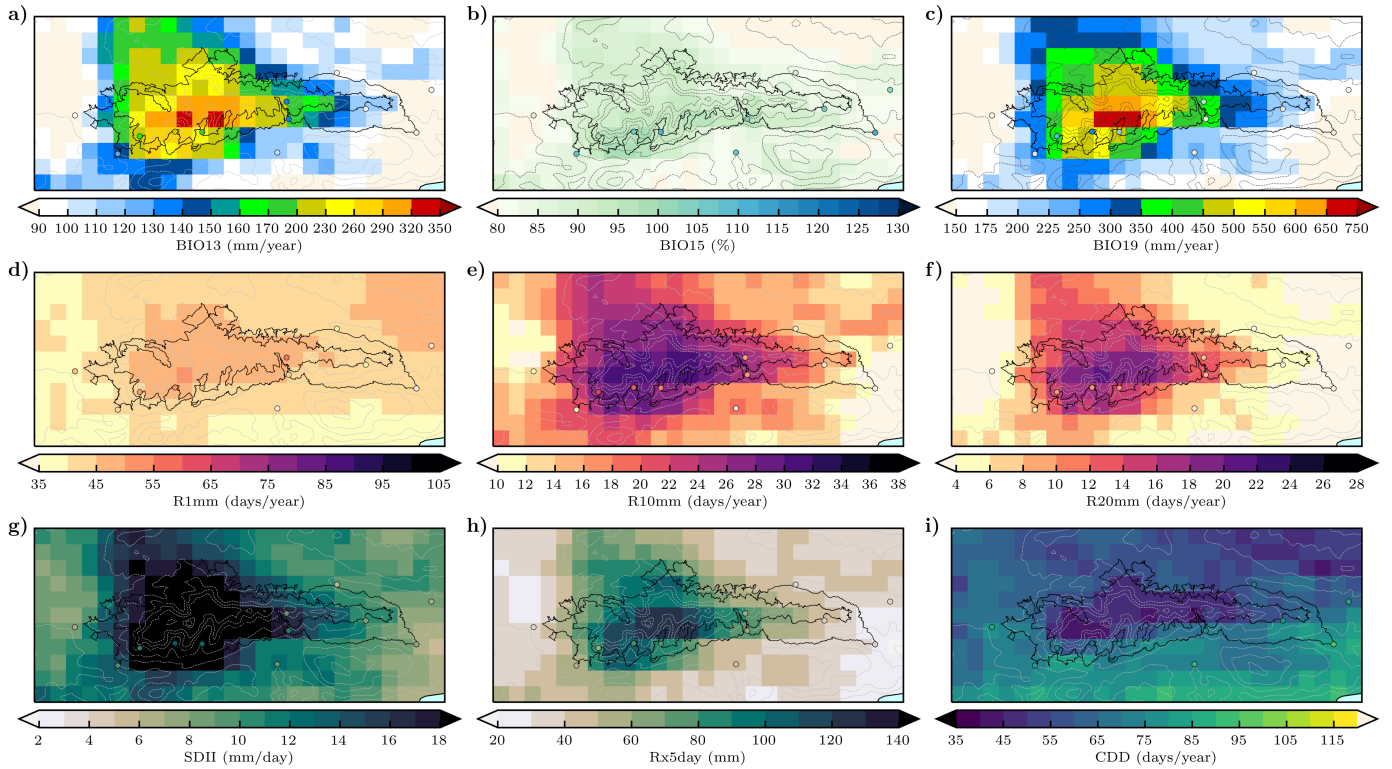 a)
b)
c)
90 100 110 120 130 140 150 160 170 200 230 260 290 320 350
BIO13 (mm/year)
80 85 90 95 100 105 110 115 120 125 130
BIO15 (%)
150 175 200 225 250 300 350 400 450 500 550 600 650 750
BIO19 (mm/year)
d)
e)
f)
35 45 55 65 75 85 95 105
R1mm (days/year)
10 12 14 16 18 20 22 24 26 28 30 32 34 36 38
R10mm (days/year)
4 6 8 10 12 14 16 18 20 22 24 26 28
R20mm (days/year)
g)
h)
i)
2 4 6 8 10 12 14 16 18
SDII (mm/day)
20 40 60 80 100 120 140
Rx5day (mm)
35 45 55 65 75 85 95 105 115
CDD (days/year)